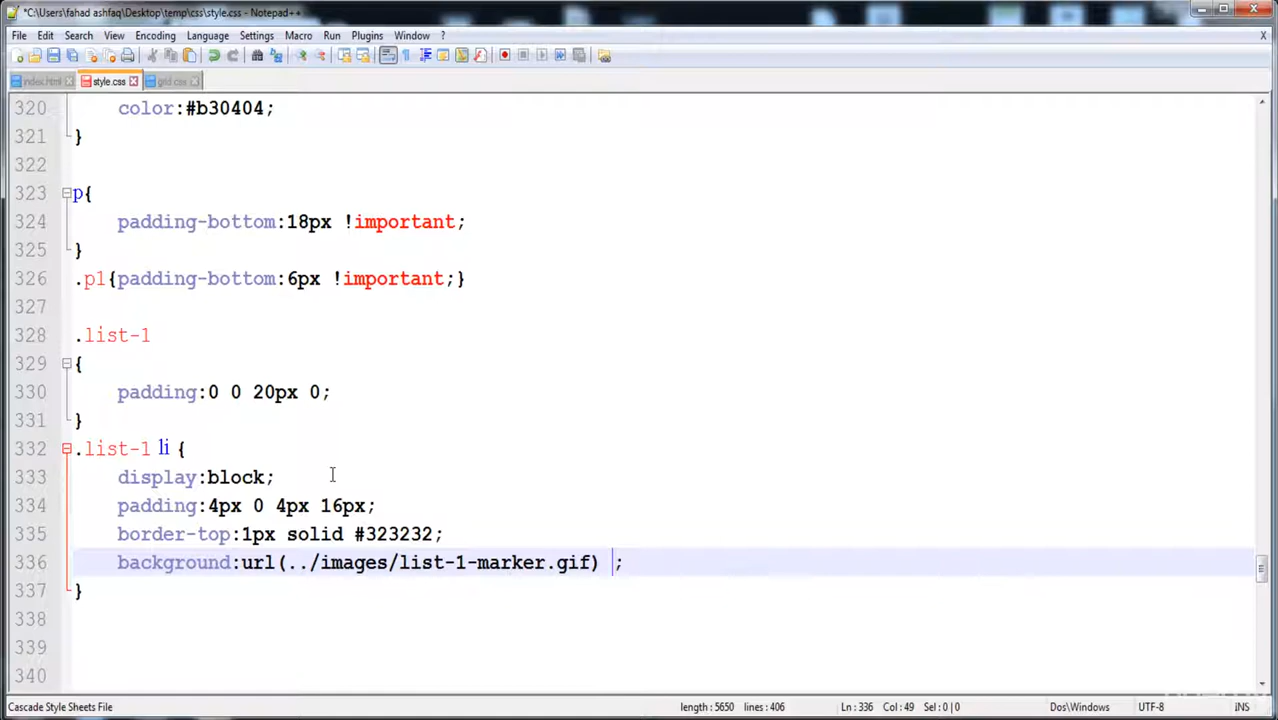 *C:\Users\fahad ashfaq\Desktop\temp\css\style.css - Notepad++
File Edit Search View Encoding Language Settings Macro Run Plugins Window ? X
index.html style.css grid.css
320 color:#b30404;
321 }
322
323 p{
324 padding-bottom:18px !important;
325 }
326 .p1{padding-bottom:6px !important;}
327
328 .list-1
329 {
330 padding:0 0 20px 0;
331 }
332 .list-1 li {
333 display:block;
334 padding:4px 0 4px 16px;
335 border-top:1px solid #323232;
336 background:url(../images/list-1-marker.gif) ;
337 }
338
339
340
Cascade Style Sheets File length : 5650 lines : 406 Ln : 336 Col : 49 Sel : 0 | 0 Dos\Windows UTF-8 INS